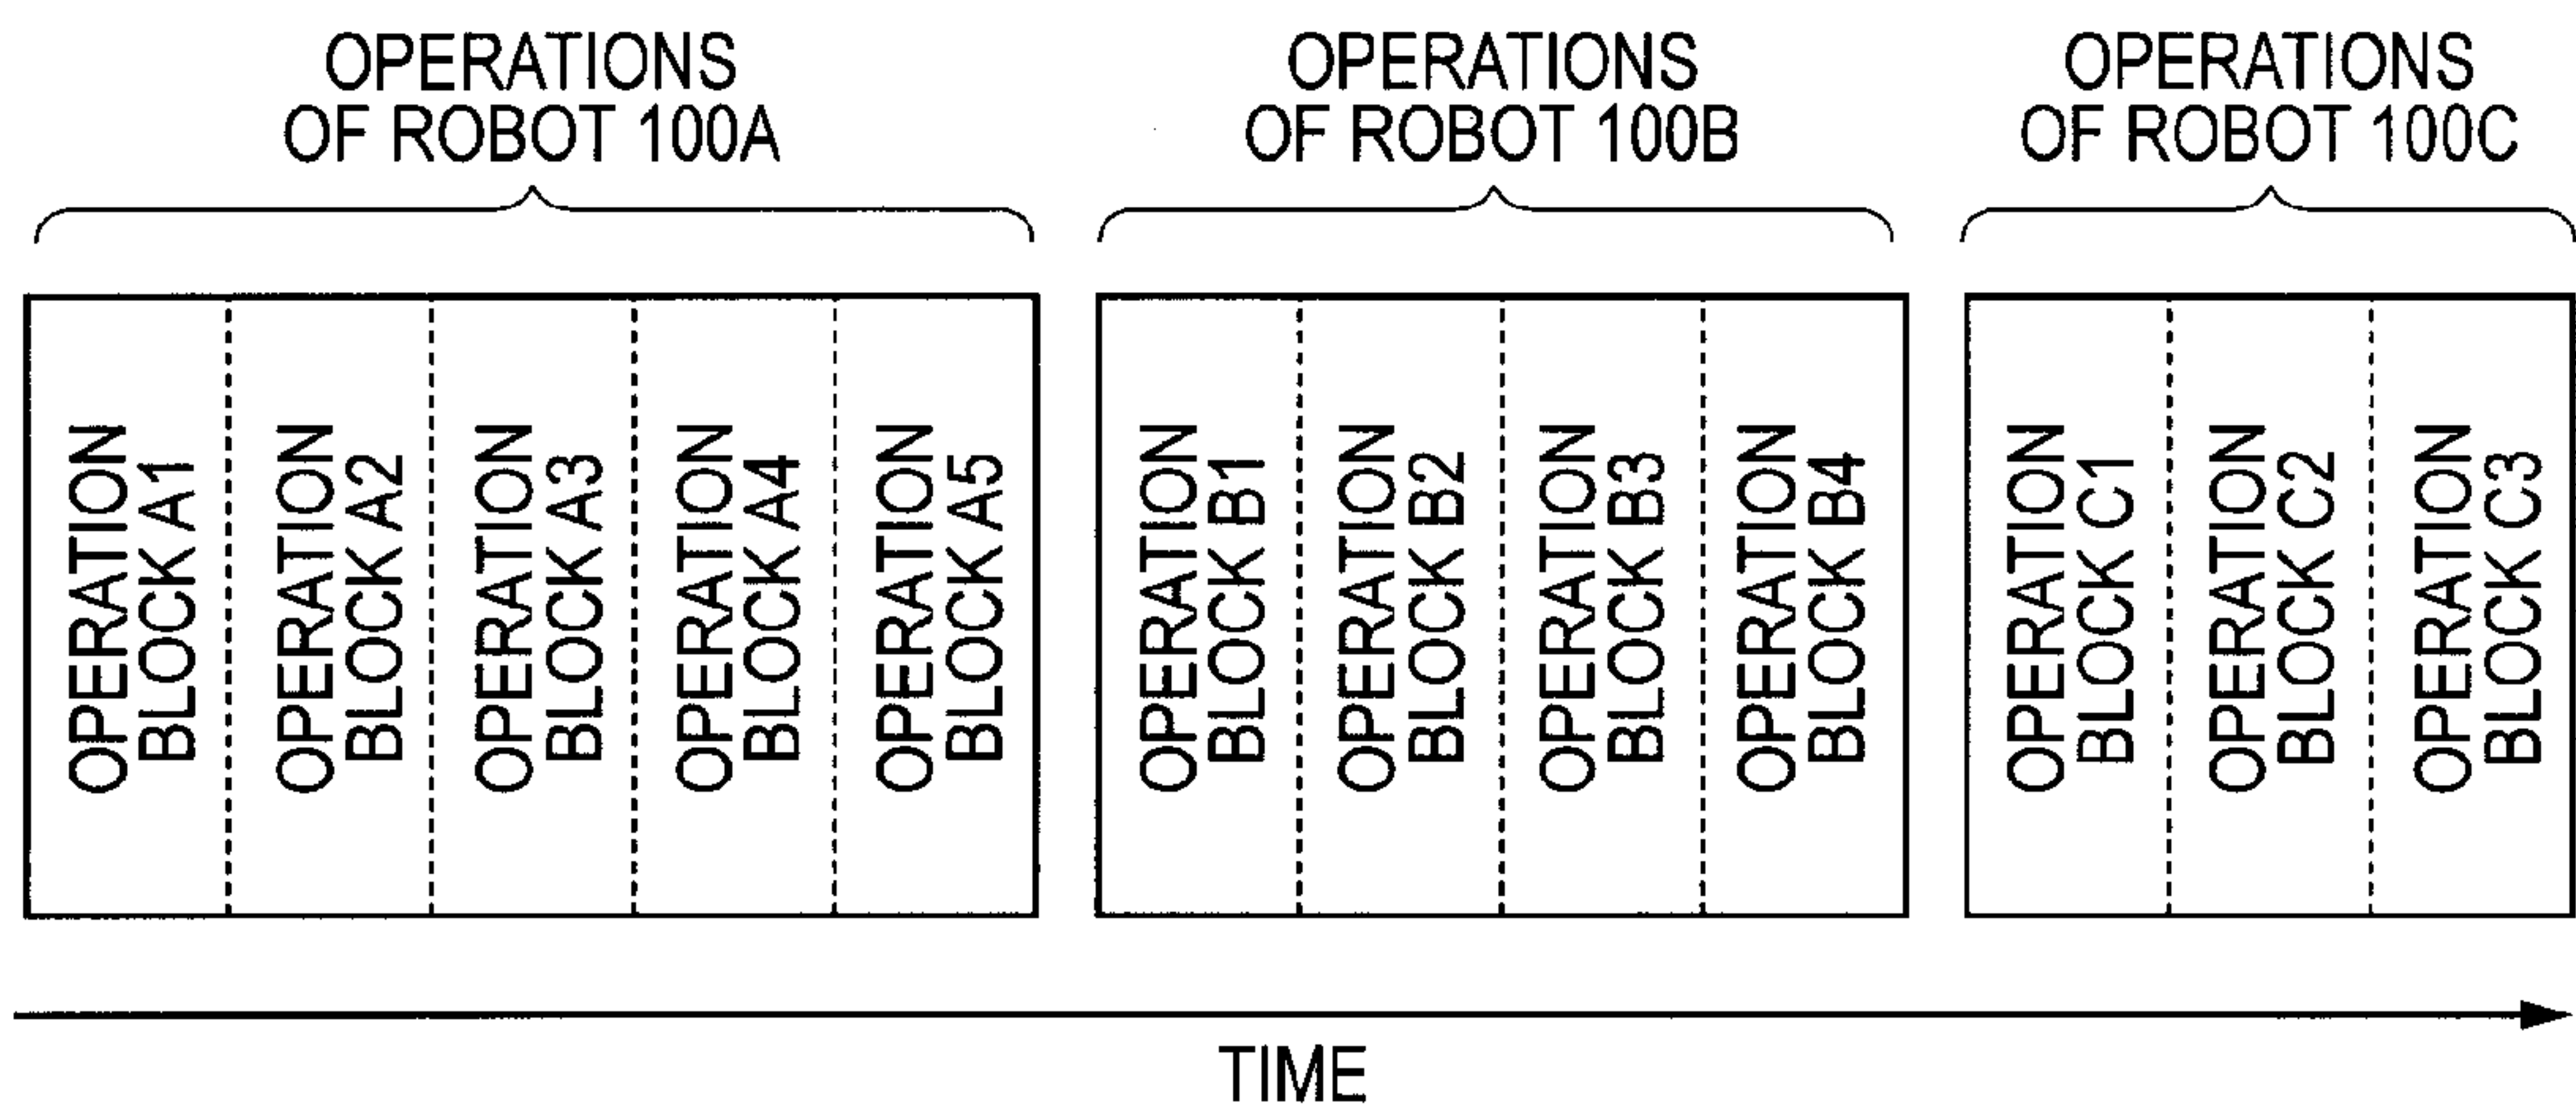 OPERATIONS
OF ROBOT 100A
OPERATIONS
OF ROBOT 100B
OPERATIONS
OF ROBOT 100C
OPERATION
BLOCK A1
OPERATION
BLOCK A2
OPERATION
BLOCK A3
OPERATION
BLOCK A4
OPERATION
BLOCK A5
OPERATION
BLOCK B1
OPERATION
BLOCK B2
OPERATION
BLOCK B3
OPERATION
BLOCK B4
OPERATION
BLOCK C1
OPERATION
BLOCK C2
OPERATION
BLOCK C3
TIME